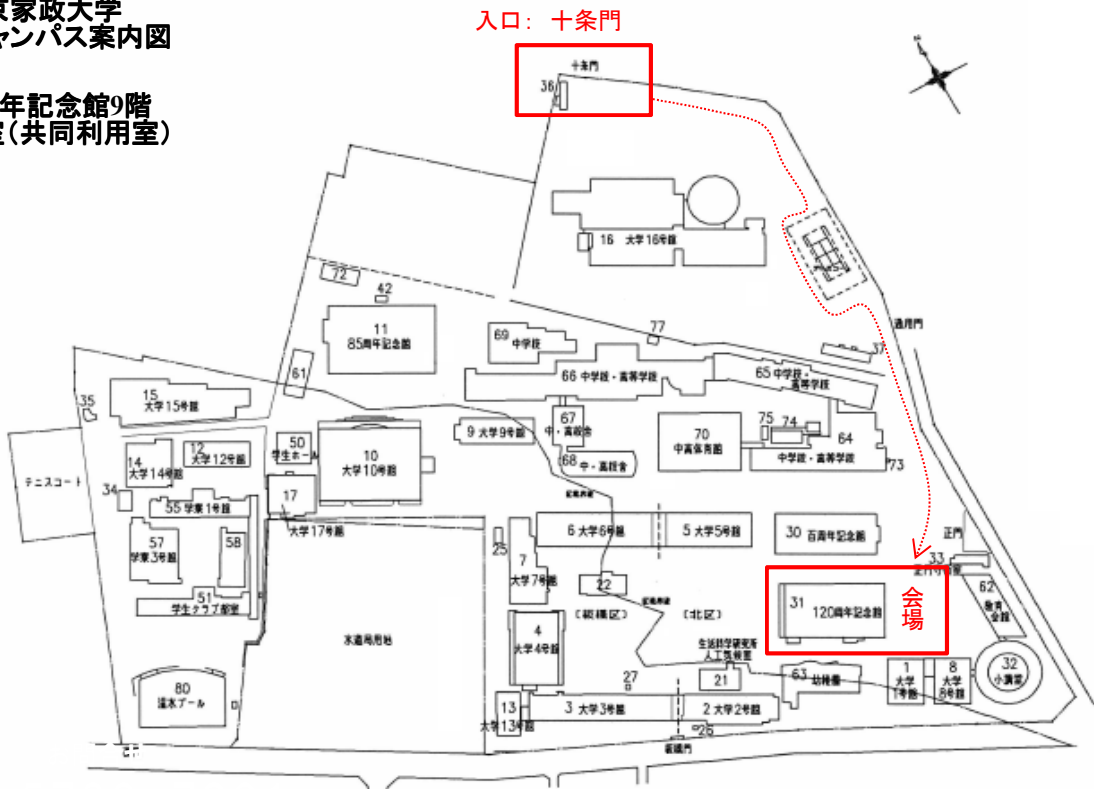 京家政大学
ャンパス案内図
年記念館9階
室(共同利用室)
入口: 十条門
十条門
36
16 大学16号館
72
42
11
85周年記念館
69 中学校
77
通用門
37
61
66 中学校・高等学校
65 中学校・
高等学校
35
15
大学15号館
67
中・高校舎
9 大学9号館
68 中・高校舎
70
中高体育館
75
74
64
中学校・高等学校
73
50
学生ホール
10
大学10号館
12
大学12号館
14
大学14号館
テニスコート
34
17
大学17号館
55 学寮1号館
57
学寮3号館
58
51
学生クラブ部室
6 大学6号館
5 大学5号館
30 百周年記念館
正門
33
25
7
大学7号館
22
62
教育
会館
31
120周年記念館
会場
(板橋区)
(北区)
水道局用地
4
大学4号館
生活科学研究所
人工気候室
21
27
63 幼稚園
1
大学
1号館
8
大学
8号館
32
小講堂
80
温水プール
13
大学13号館
3 大学3号館
2 大学2号館
26
板橋門